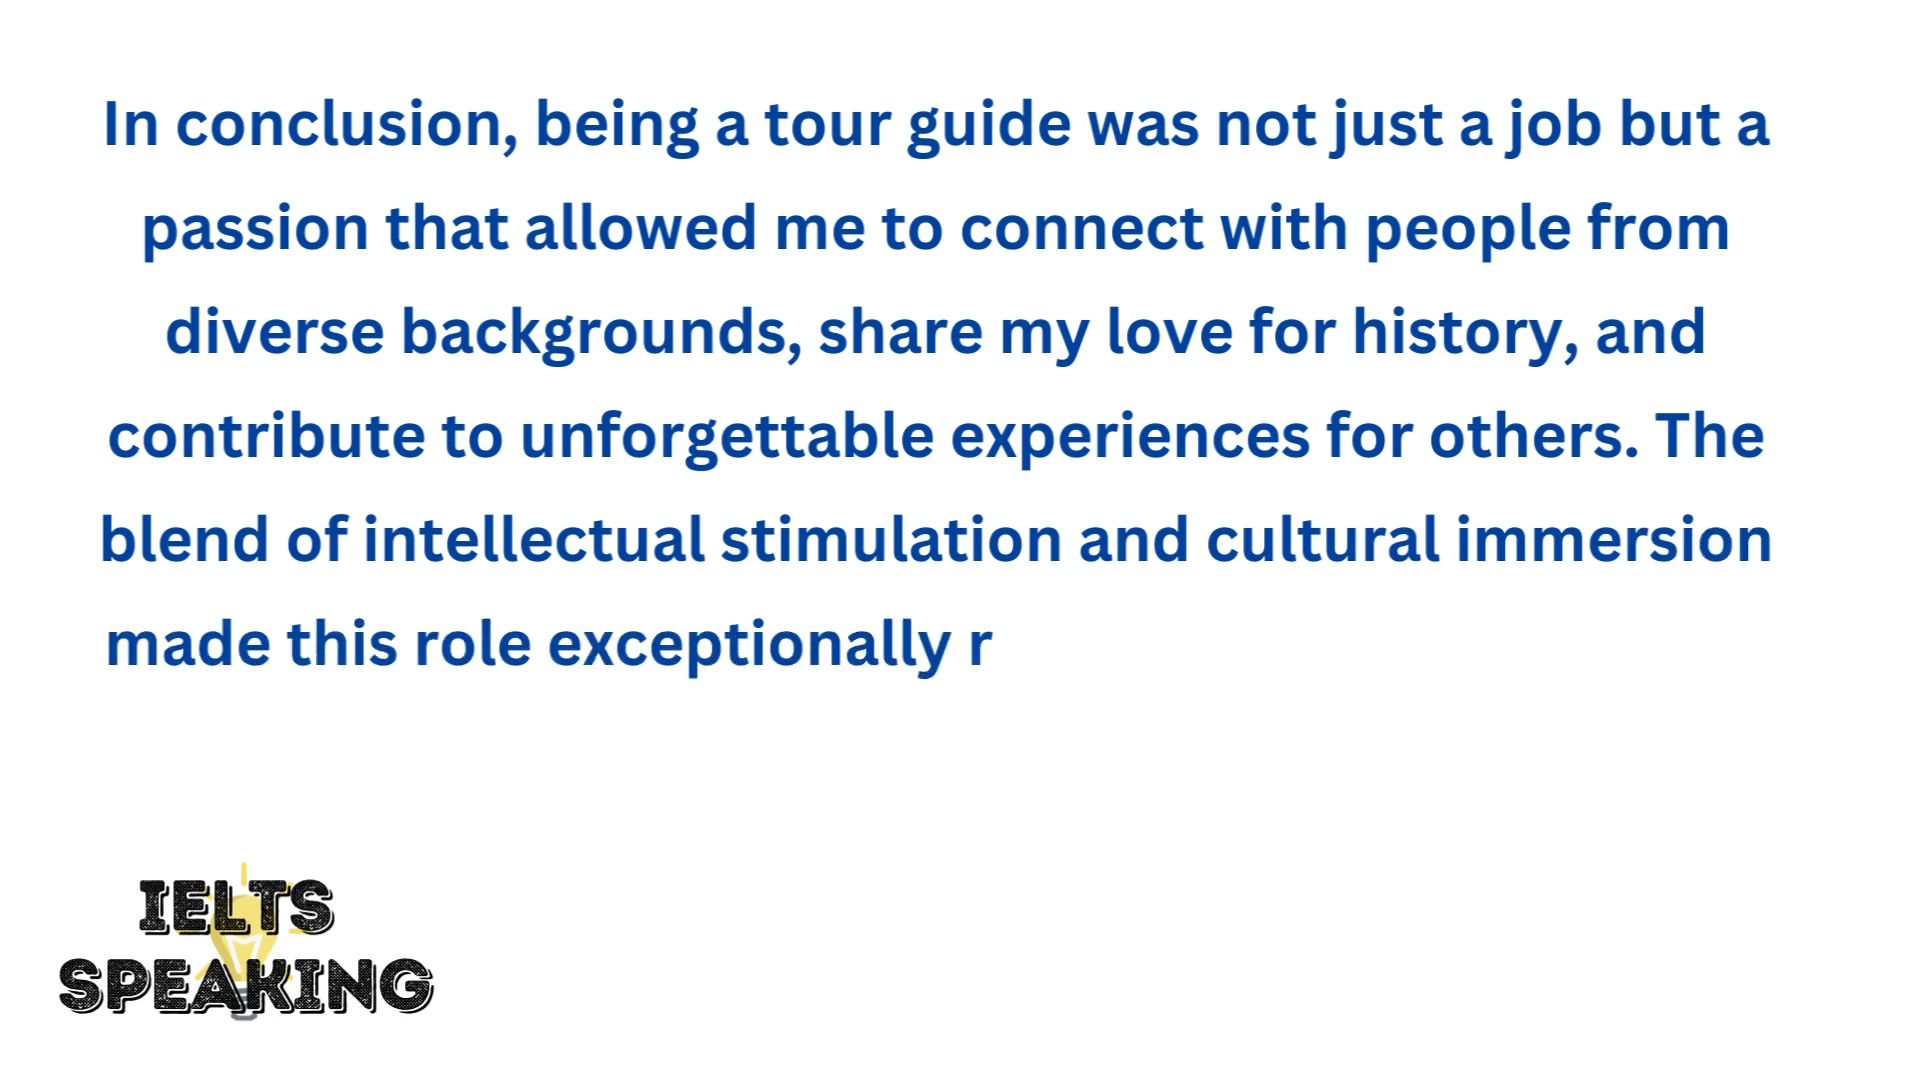 In conclusion, being a tour guide was not just a job but a
passion that allowed me to connect with people from
diverse backgrounds, share my love for history, and
contribute to unforgettable experiences for others. The
blend of intellectual stimulation and cultural immersion
made this role exceptionally r
IELTS
SPEAKING